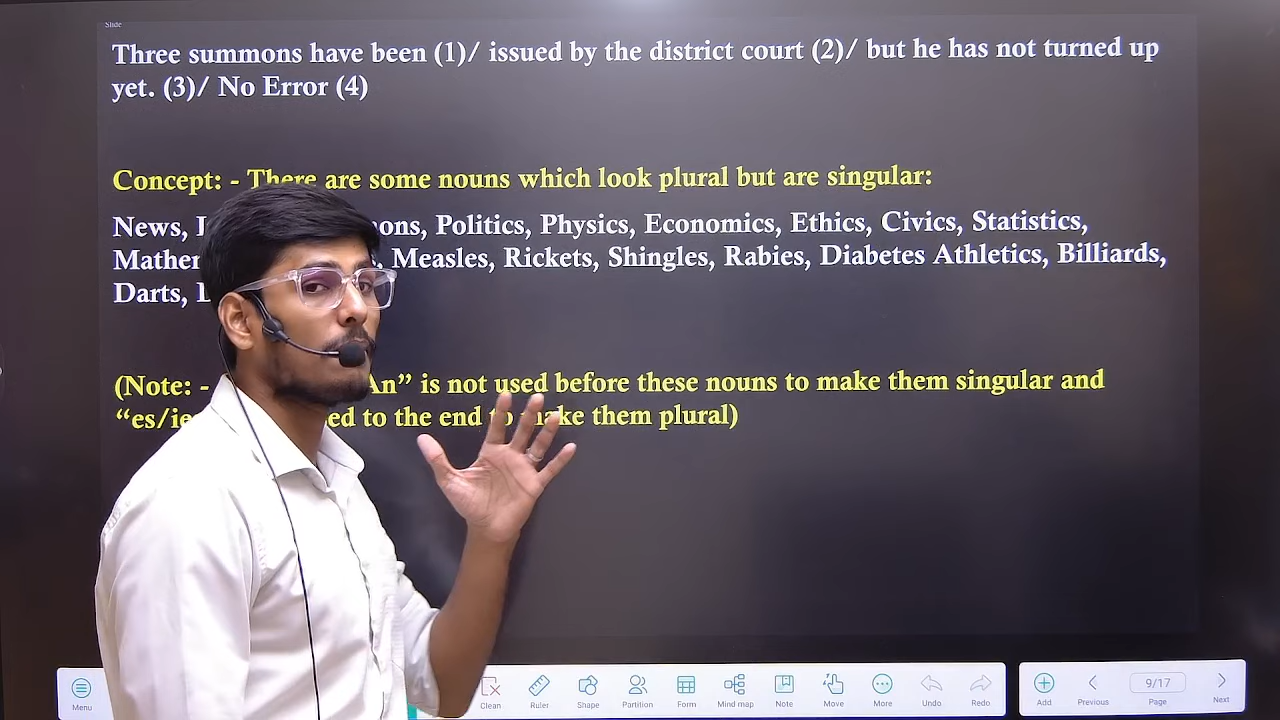 Slide
Three summons have been (1)/ issued by the district court (2)/ but he has not turned up
yet. (3)/ No Error (4)
Concept: - There are some nouns which look plural but are singular:
News, Politics, Physics, Economics, Ethics, Civics, Statistics,
Measles, Rickets, Shingles, Rabies, Diabetes Athletics, Billiards,
Darts,
(Note: - An” is not used before these nouns to make them singular and
“es/ie to the end to make them plural)
Menu
Clean
Ruler
Shape
Partition
Form
Mind map
Note
Move
More
Undo
Redo
Add
Previous
9/17
Page
Next